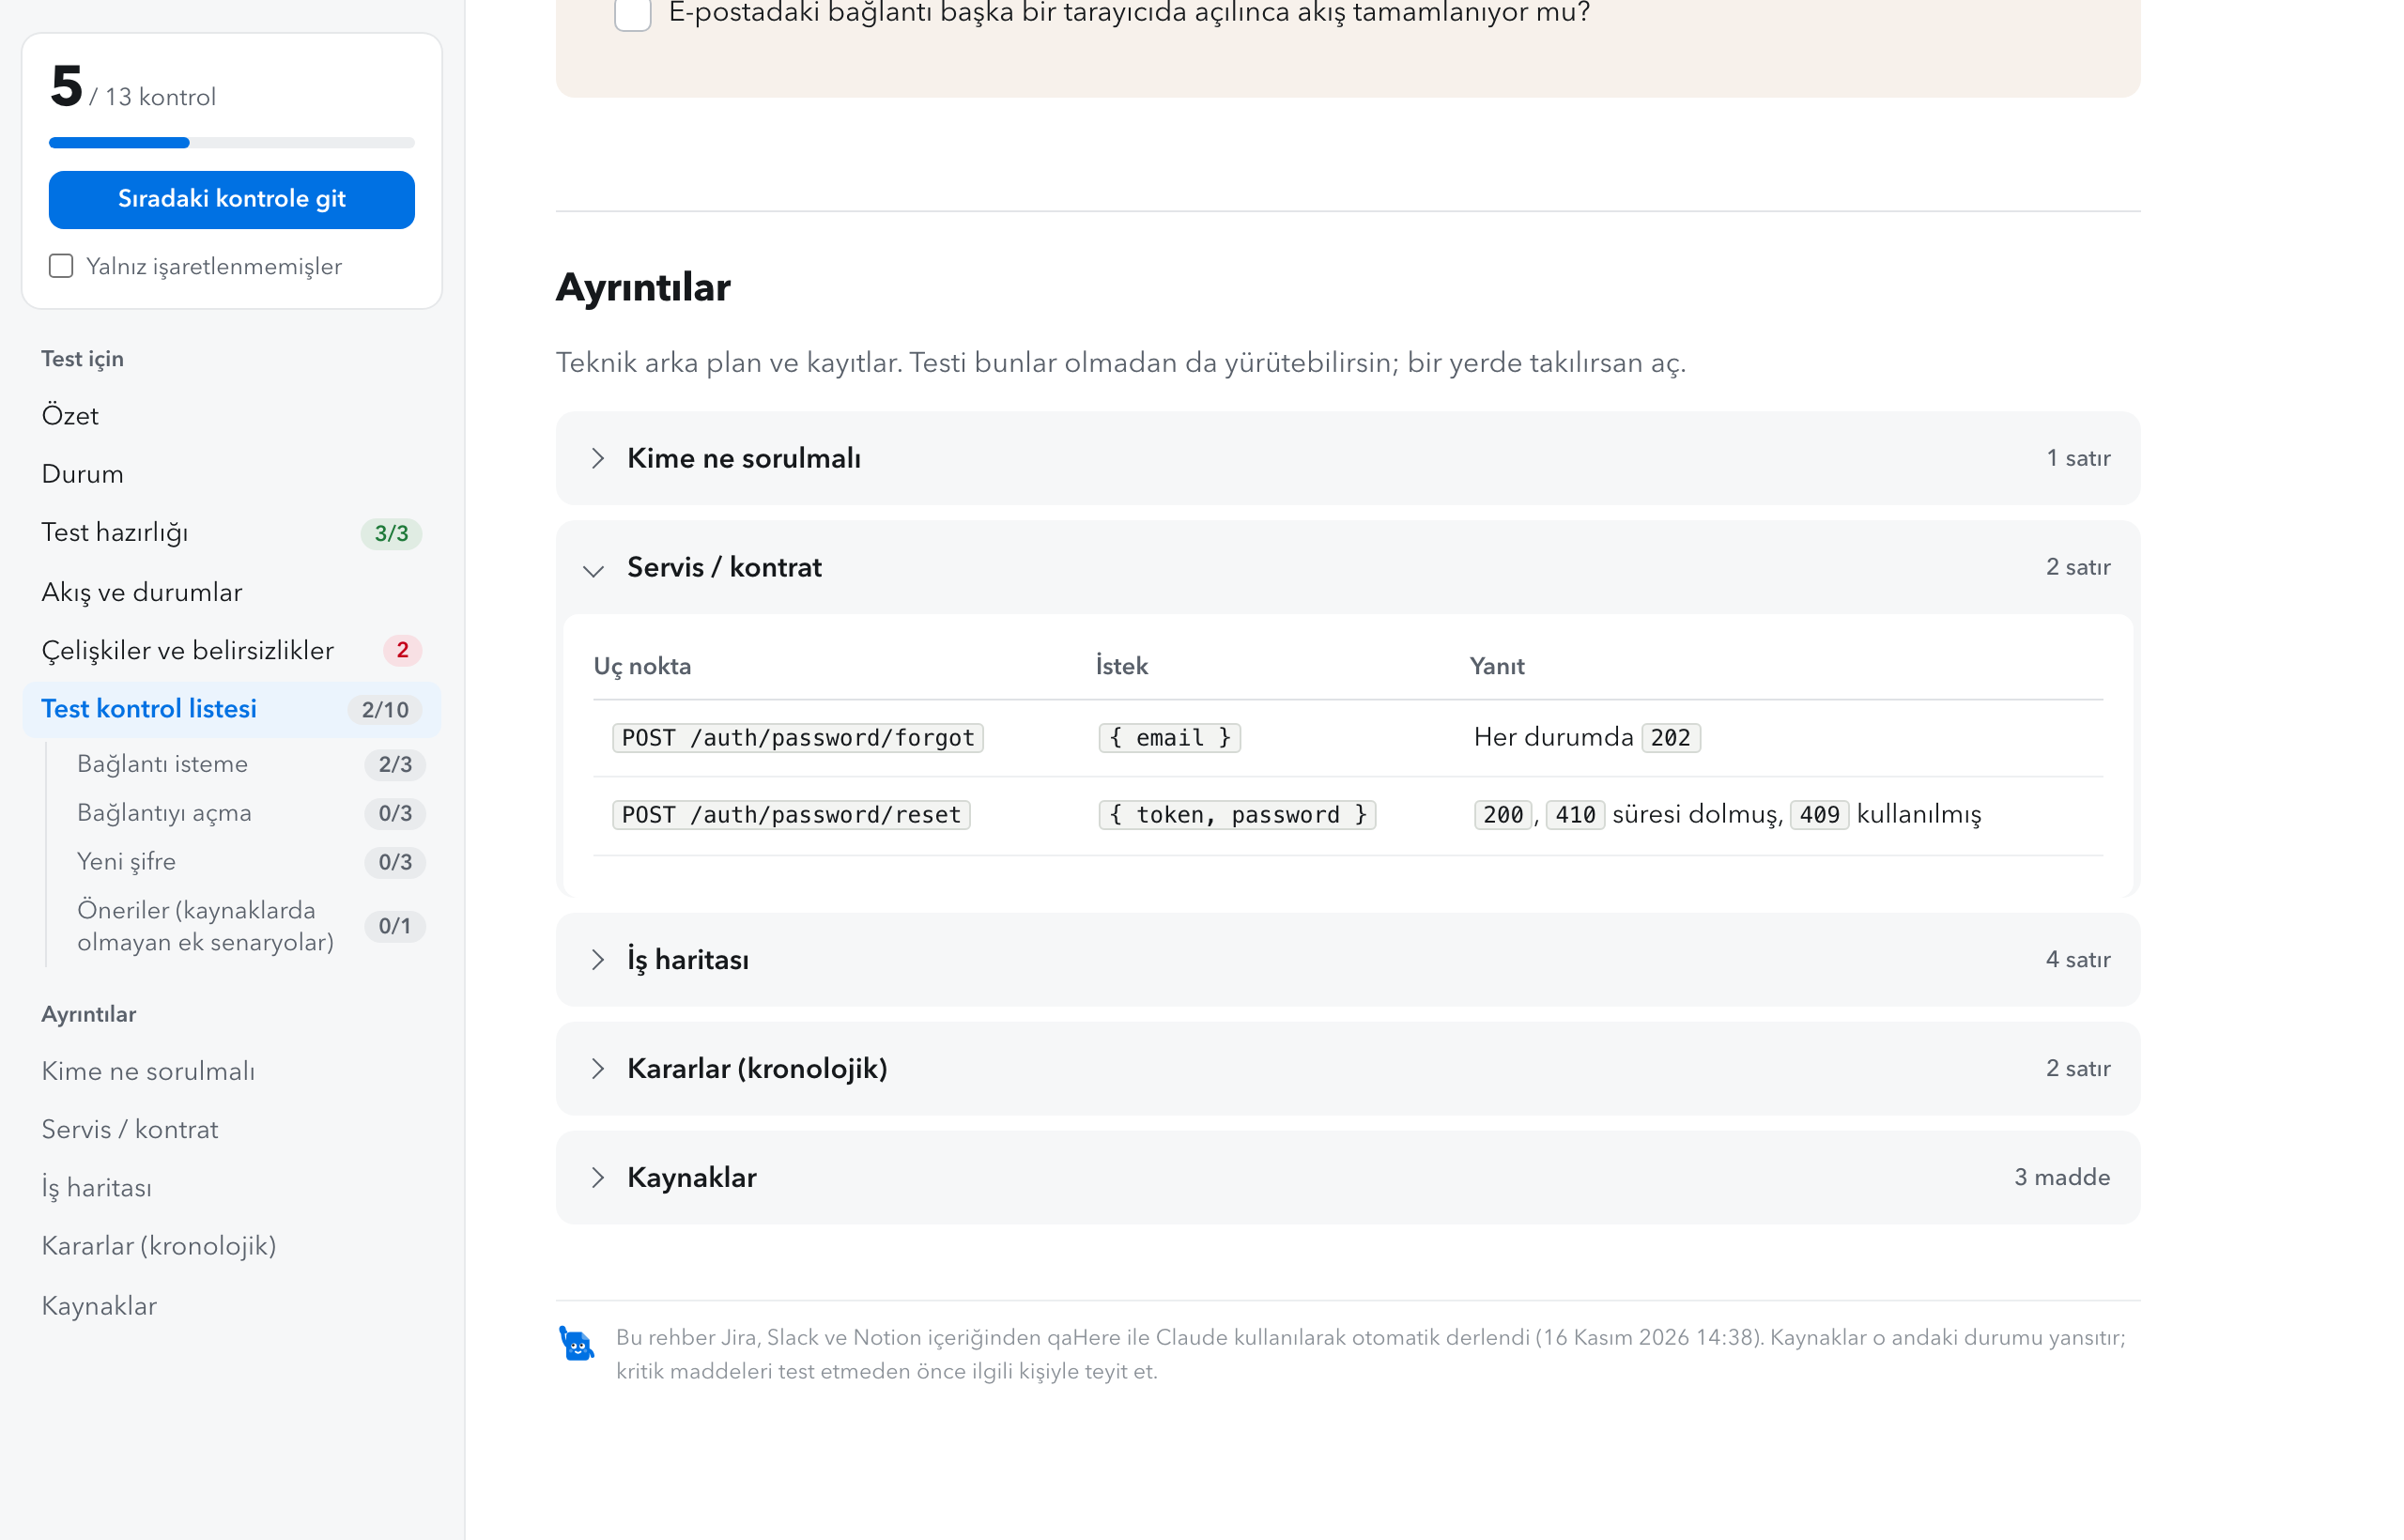 5 / 13 kontrol
Sıradaki kontrole git
Yalnız işaretlenmemişler
Test için
Özet
Durum
Test hazırlığı 3/3
Akış ve durumlar
Çelişkiler ve belirsizlikler 2
Test kontrol listesi 2/10
Bağlantı isteme 2/3
Bağlantıyı açma 0/3
Yeni şifre 0/3
Öneriler (kaynaklarda
olmayan ek senaryolar) 0/1
Ayrıntılar
Kime ne sorulmalı
Servis / kontrat
İş haritası
Kararlar (kronolojik)
Kaynaklar
E-postadaki bağlantı başka bir tarayıcıda açılınca akış tamamlanıyor mu?
Ayrıntılar
Teknik arka plan ve kayıtlar. Testi bunlar olmadan da yürütebilirsin; bir yerde takılırsan aç.
Kime ne sorulmalı 1 satır
Servis / kontrat 2 satır
Uç nokta İstek Yanıt
POST /auth/password/forgot { email } Her durumda 202
POST /auth/password/reset { token, password } 200, 410 süresi dolmuş, 409 kullanılmış
İş haritası 4 satır
Kararlar (kronolojik) 2 satır
Kaynaklar 3 madde
Bu rehber Jira, Slack ve Notion içeriğinden qaHere ile Claude kullanılarak otomatik derlendi (16 Kasım 2026 14:38). Kaynaklar o andaki durumu yansıtır;
kritik maddeleri test etmeden önce ilgili kişiyle teyit et.